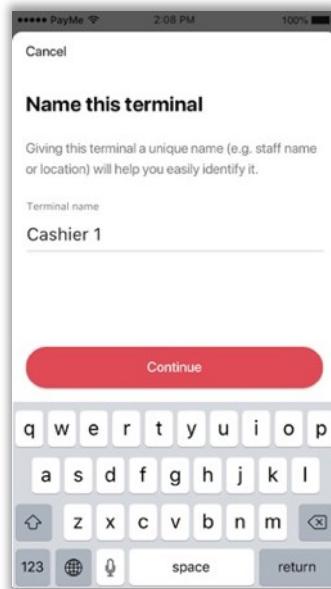 PayMe 2:08 PM 100%
Cancel
Name this terminal
Giving this terminal a unique name (e.g. staff name
or location) will help you easily identify it.
Terminal name
Cashier 1
Continue
q w e r t y u i o p
a s d f g h j k l
z x c v b n m
123 space return